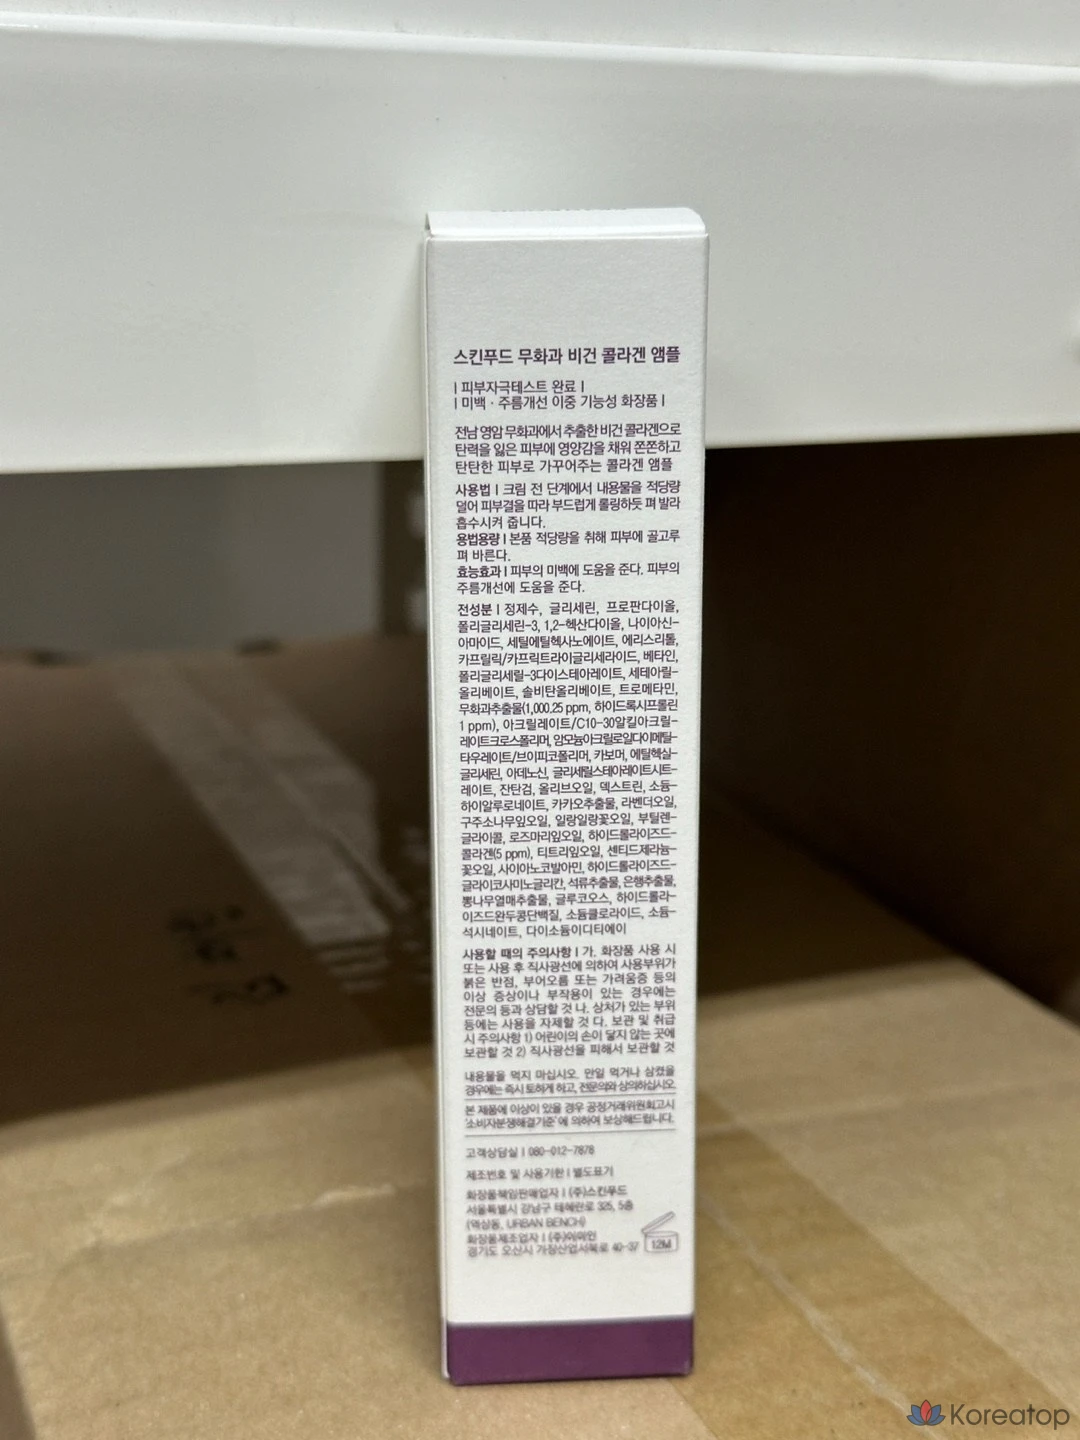 스킨푸드 무화과 비건 콜라겐 앰플
| 피부자극테스트 완료 |
| 미백 · 주름개선 이중 기능성 화장품 |
전남 영암 무화과에서 추출한 비건 콜라겐으로
탄력을 잃은 피부에 영양감을 채워 쫀쫀하고
탄탄한 피부로 가꾸어주는 콜라겐 앰플
사용법 | 크림 전 단계에서 내용물을 적당량
덜어 피부결을 따라 부드럽게 롤링하듯 펴 발라
흡수시켜 줍니다.
용법용량 | 본품 적당량을 취해 피부에 골고루
펴 바른다.
효능효과 | 피부의 미백에 도움을 준다. 피부의
주름개선에 도움을 준다.
전성분 | 정제수, 글리세린, 프로판다이올,
폴리글리세린-3, 1,2-헥산다이올, 나이아신-
아마이드, 세틸에틸헥사노에이트, 에리스리톨,
카프릴릭/카프릭트라이글리세라이드, 베타인,
폴리글리세릴-3다이스테아레이트, 세테아릴-
올리베이트, 솔비탄올리베이트, 트로메타민,
무화과추출물(1,000.25 ppm, 하이드록시프롤린
1 ppm), 아크릴레이트/C10-30알킬아크릴-
레이트크로스폴리머, 암모늄아크릴로일다이메틸-
타우레이트/브이피코폴리머, 카보머, 에틸헥실-
글리세린, 아데노신, 글리세릴스테아레이트시트-
레이트, 잔탄검, 올리브오일, 덱스트린, 소듐-
하이알루로네이트, 카카오추출물, 라벤더오일,
구주소나무잎오일, 일랑일랑꽃오일, 부틸렌-
글라이콜, 로즈마리잎오일, 하이드롤라이즈드-
콜라겐(5 ppm), 티트리잎오일, 센티드제라늄-
꽃오일, 사이아노코발아민, 하이드롤라이즈드-
글라이코사미노글리칸, 석류추출물, 은행추출물,
뽕나무열매추출물, 글루코오스, 하이드롤라-
이즈드완두콩단백질, 소듐클로라이드, 소듐-
석시네이트, 다이소듐이디티에이
사용할 때의 주의사항 | 가. 화장품 사용 시
또는 사용 후 직사광선에 의하여 사용부위가
붉은 반점, 부어오름 또는 가려움증 등의
이상 증상이나 부작용이 있는 경우에는
전문의 등과 상담할 것 나. 상처가 있는 부위
등에는 사용을 자제할 것 다. 보관 및 취급
시 주의사항 1) 어린이의 손이 닿지 않는 곳에
보관할 것 2) 직사광선을 피해서 보관할 것
내용물을 먹지 마십시오. 만일 먹거나 삼켰을
경우에는 즉시 토하게 하고, 전문의와 상의하십시오.
본 제품에 이상이 있을 경우 공정거래위원회고시
'소비자분쟁해결기준'에 의하여 보상해드립니다.
고객상담실 | 080-012-7878
제조번호 및 사용기한 | 별도표기
화장품책임판매업자 | (주)스킨푸드
서울특별시 강남구 테헤란로 325, 5층
(역삼동, URBAN BENCH)
화장품제조업자 | (주)이미인
경기도 오산시 가장산업서북로 40-37
12M
Koreatop